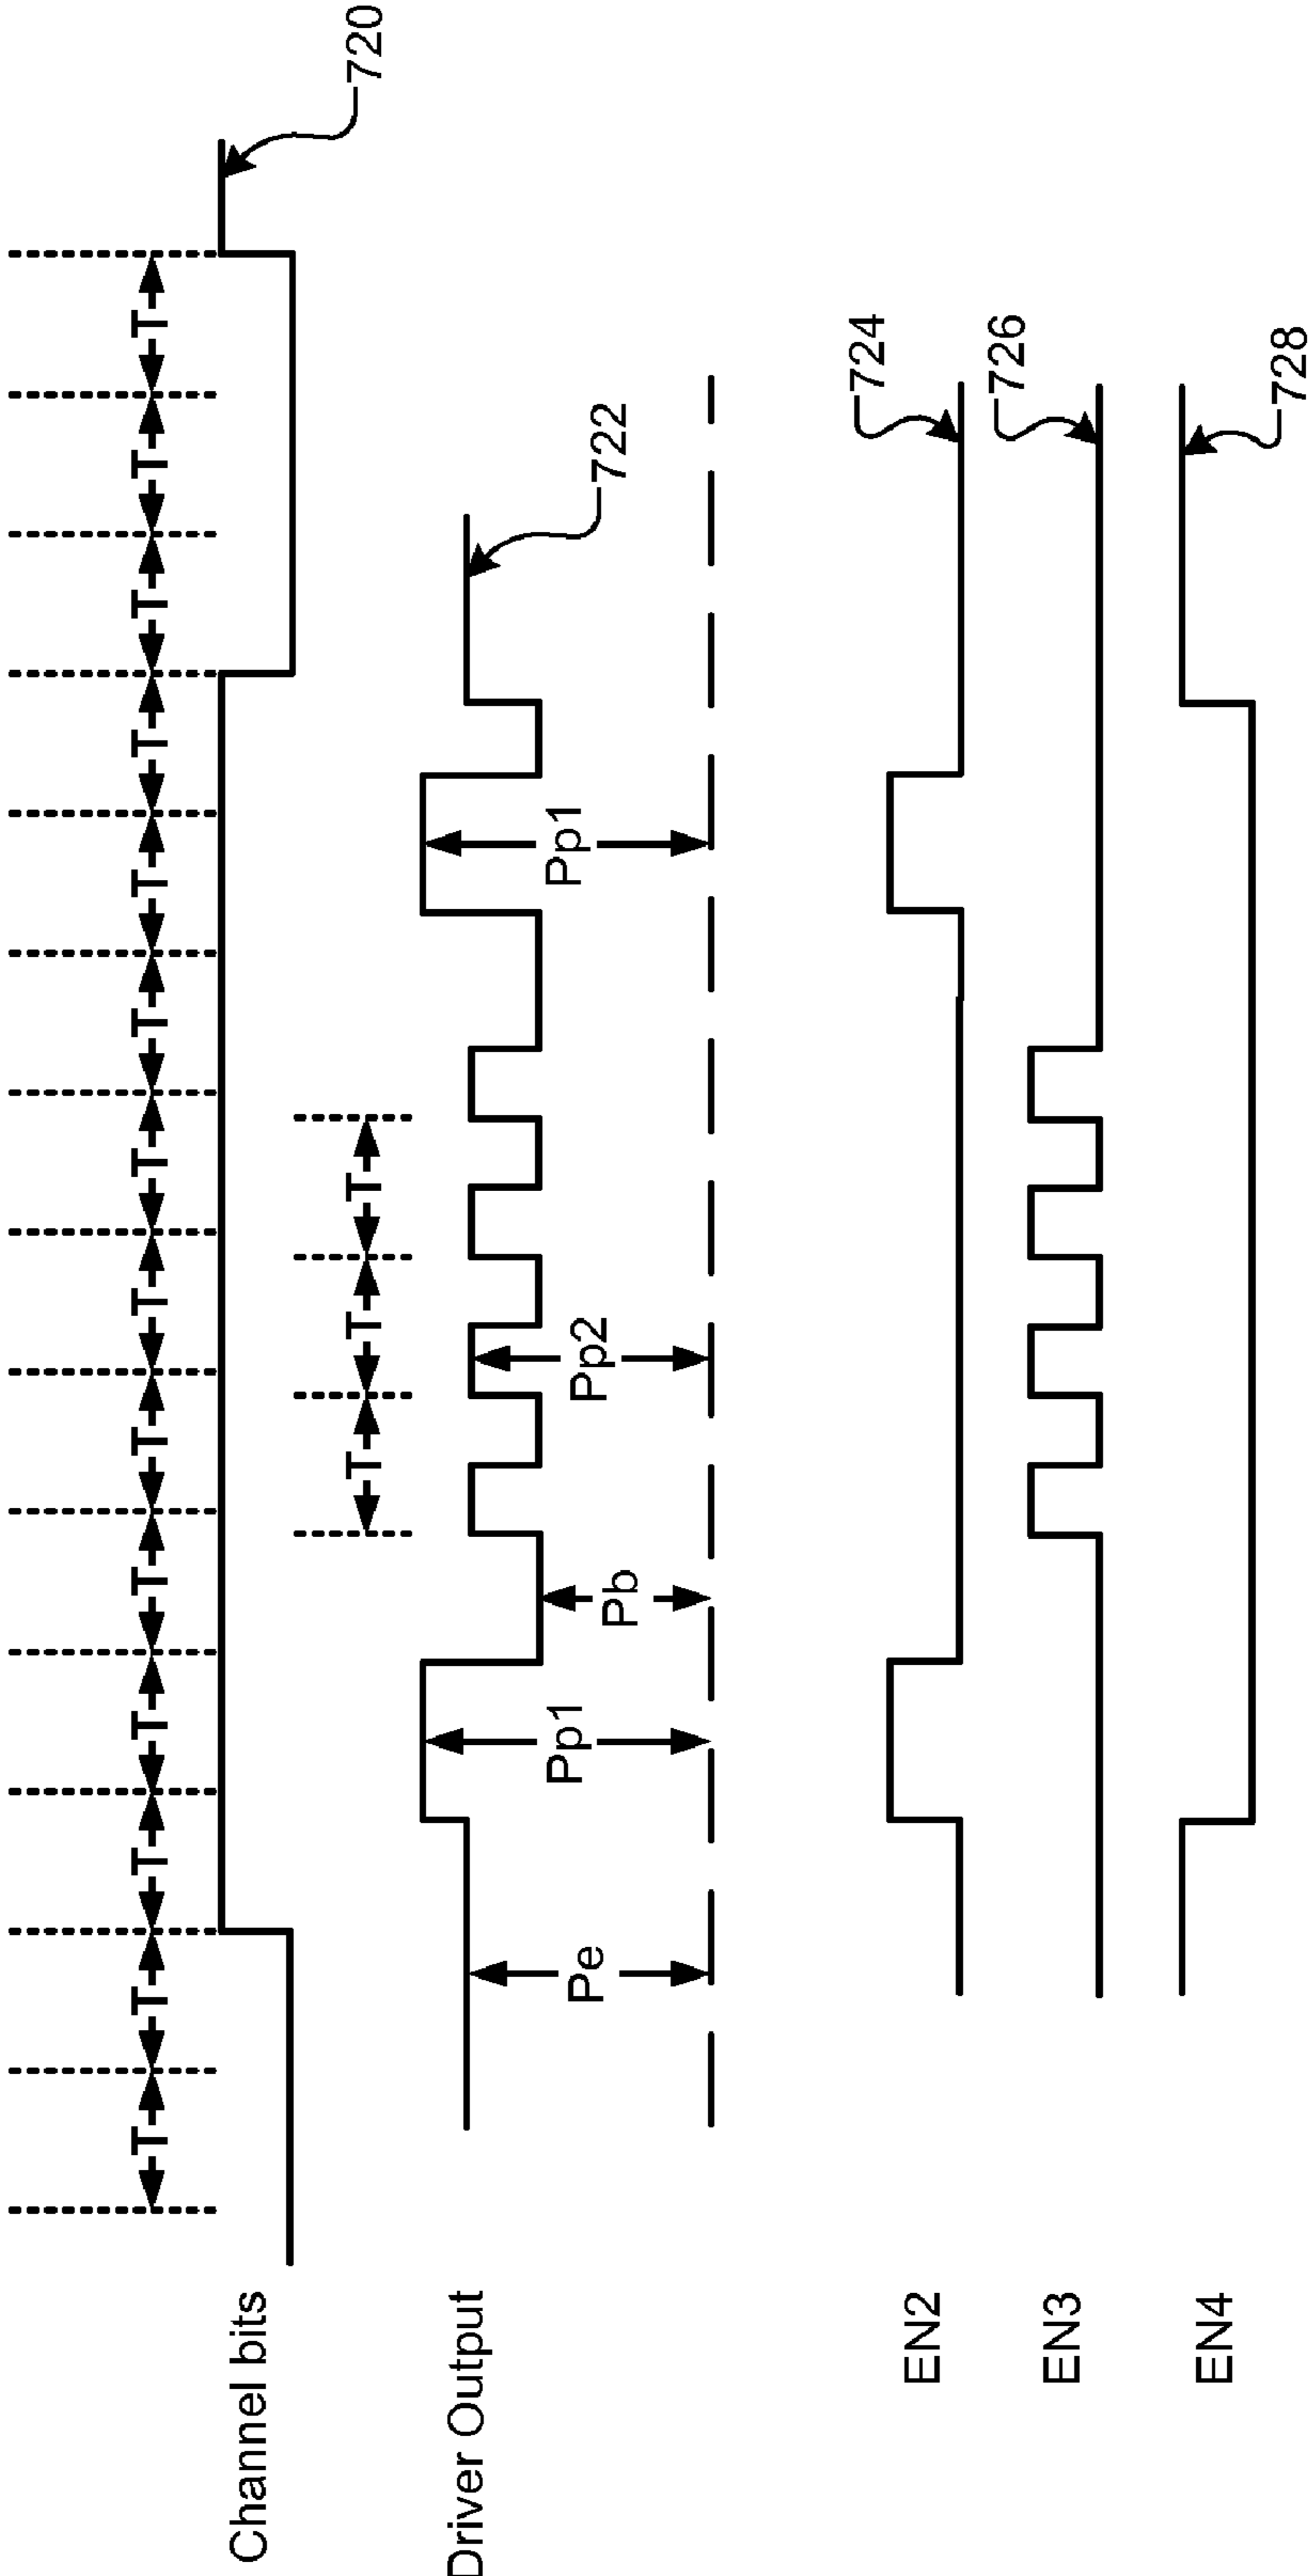 T T T T T T T T T T T T T T
Channel bits
720
T T T
Driver Output
Pe Pp1 Pb Pp2 Pp1
722
EN2
724
EN3
726
EN4
728